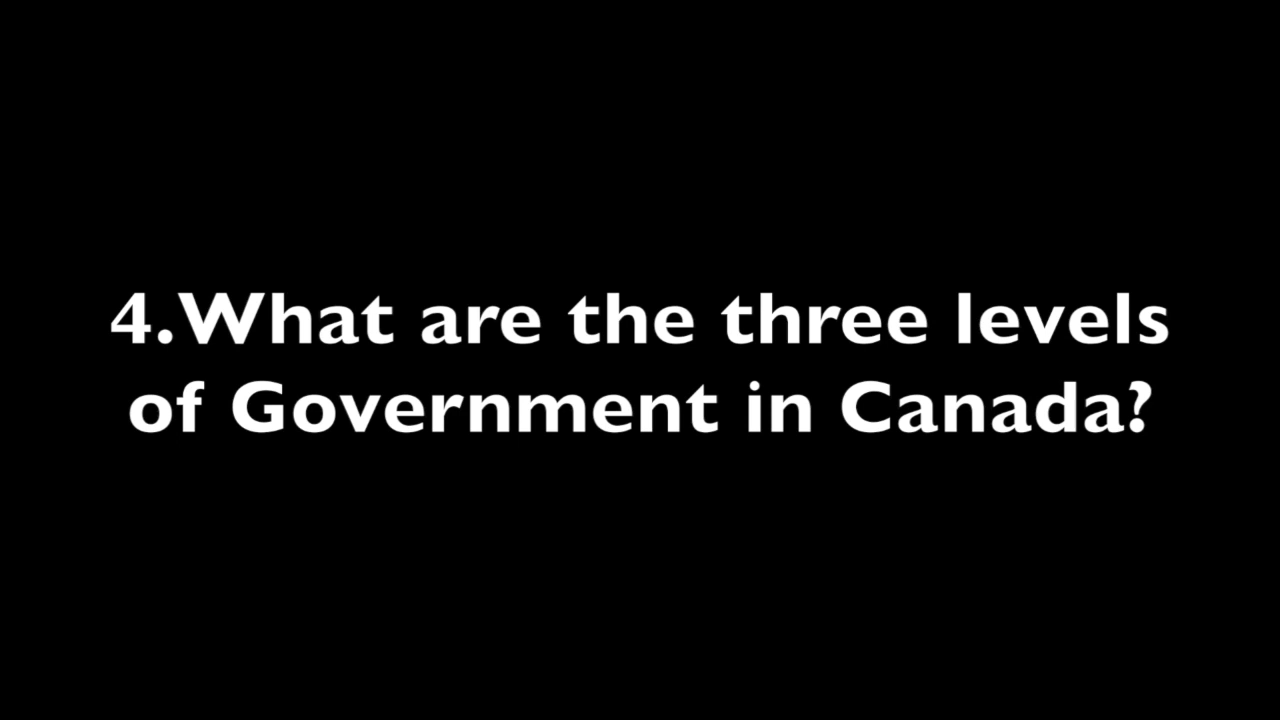 4. What are the three levels
of Government in Canada?